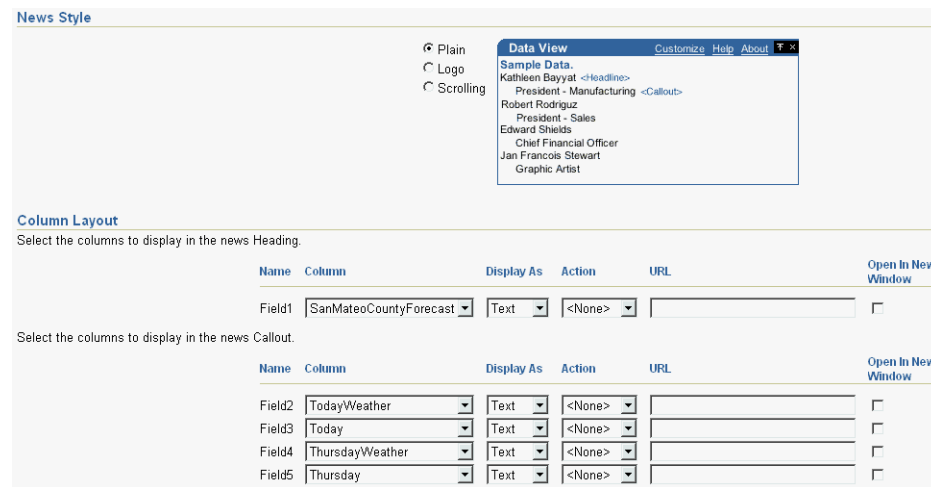 News Style
Plain
Logo
Scrolling
Data View Customize Help About
Sample Data.
Kathleen Bayyat <Headline>
President - Manufacturing <Callout>
Robert Rodriguz
President - Sales
Edward Shields
Chief Financial Officer
Jan Francois Stewart
Graphic Artist
Column Layout
Select the columns to display in the news Heading.
Name Column Display As Action URL Open In New Window
Field1 SanMateoCountyForecast Text <None>
Select the columns to display in the news Callout.
Name Column Display As Action URL Open In New Window
Field2 TodayWeather Text <None>
Field3 Today Text <None>
Field4 ThursdayWeather Text <None>
Field5 Thursday Text <None>